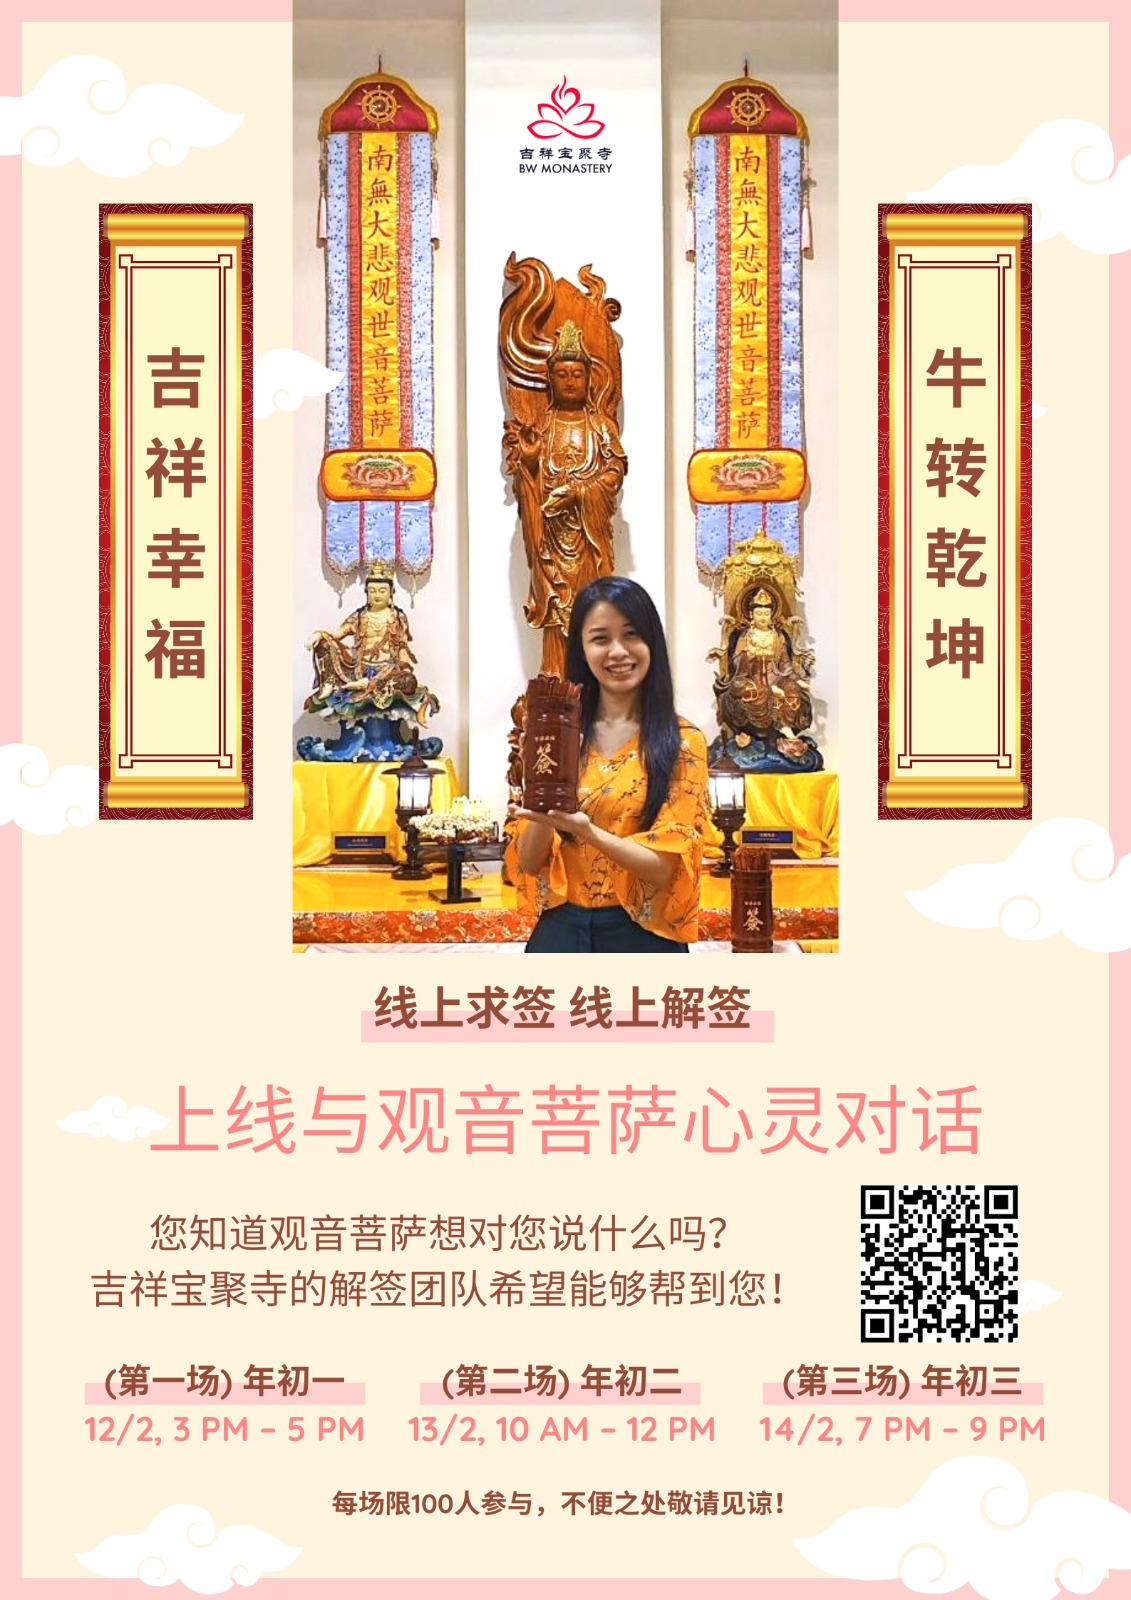 吉祥宝聚寺
BW MONASTERY
南無大悲观世音菩萨
南無大悲观世音菩萨
吉祥幸福
牛转乾坤
签
签
线上求签 线上解签
上线与观音菩萨心灵对话
您知道观音菩萨想对您说什么吗？
吉祥宝聚寺的解签团队希望能够帮到您！
(第一场) 年初一
12/2, 3 PM – 5 PM
(第二场) 年初二
13/2, 10 AM – 12 PM
(第三场) 年初三
14/2, 7 PM – 9 PM
每场限100人参与，不便之处敬请见谅！